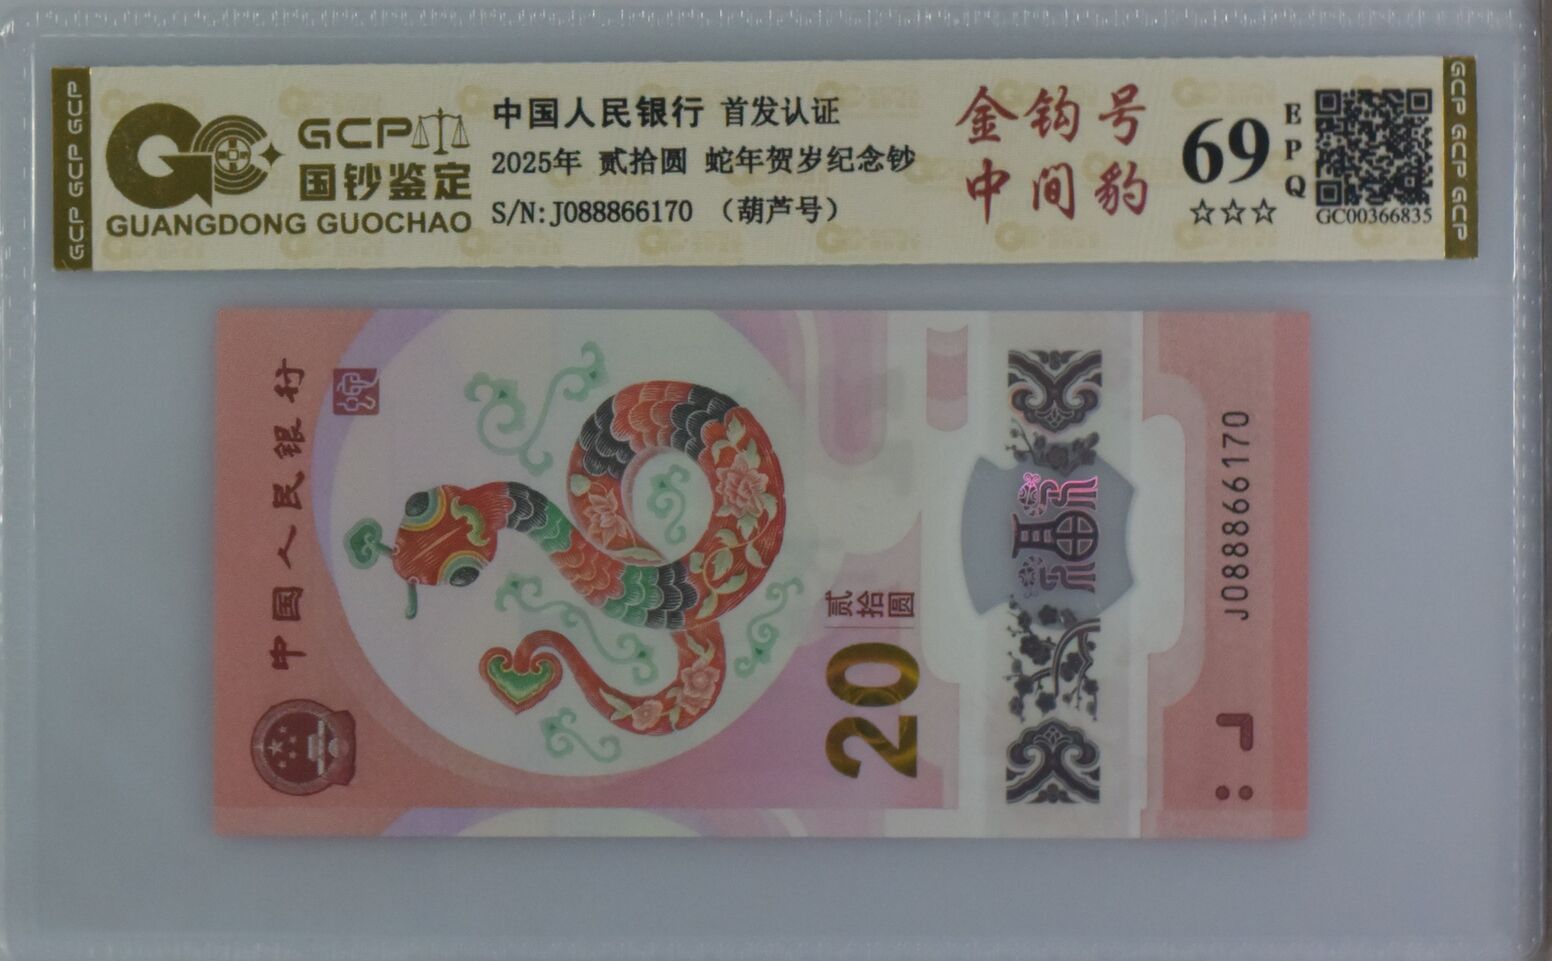 GCP GCP GCP
GCP
国钞鉴定
GUANGDONG GUOCHAO
中国人民银行 首发认证
2025年 贰拾圆 蛇年贺岁纪念钞
S/N:J088866170 (葫芦号)
金钩号
中间豹
69
EPQ
☆☆☆
GC00366835
GCP GCP GCP
中国人民银行
贰拾圆
20
福
J088866170